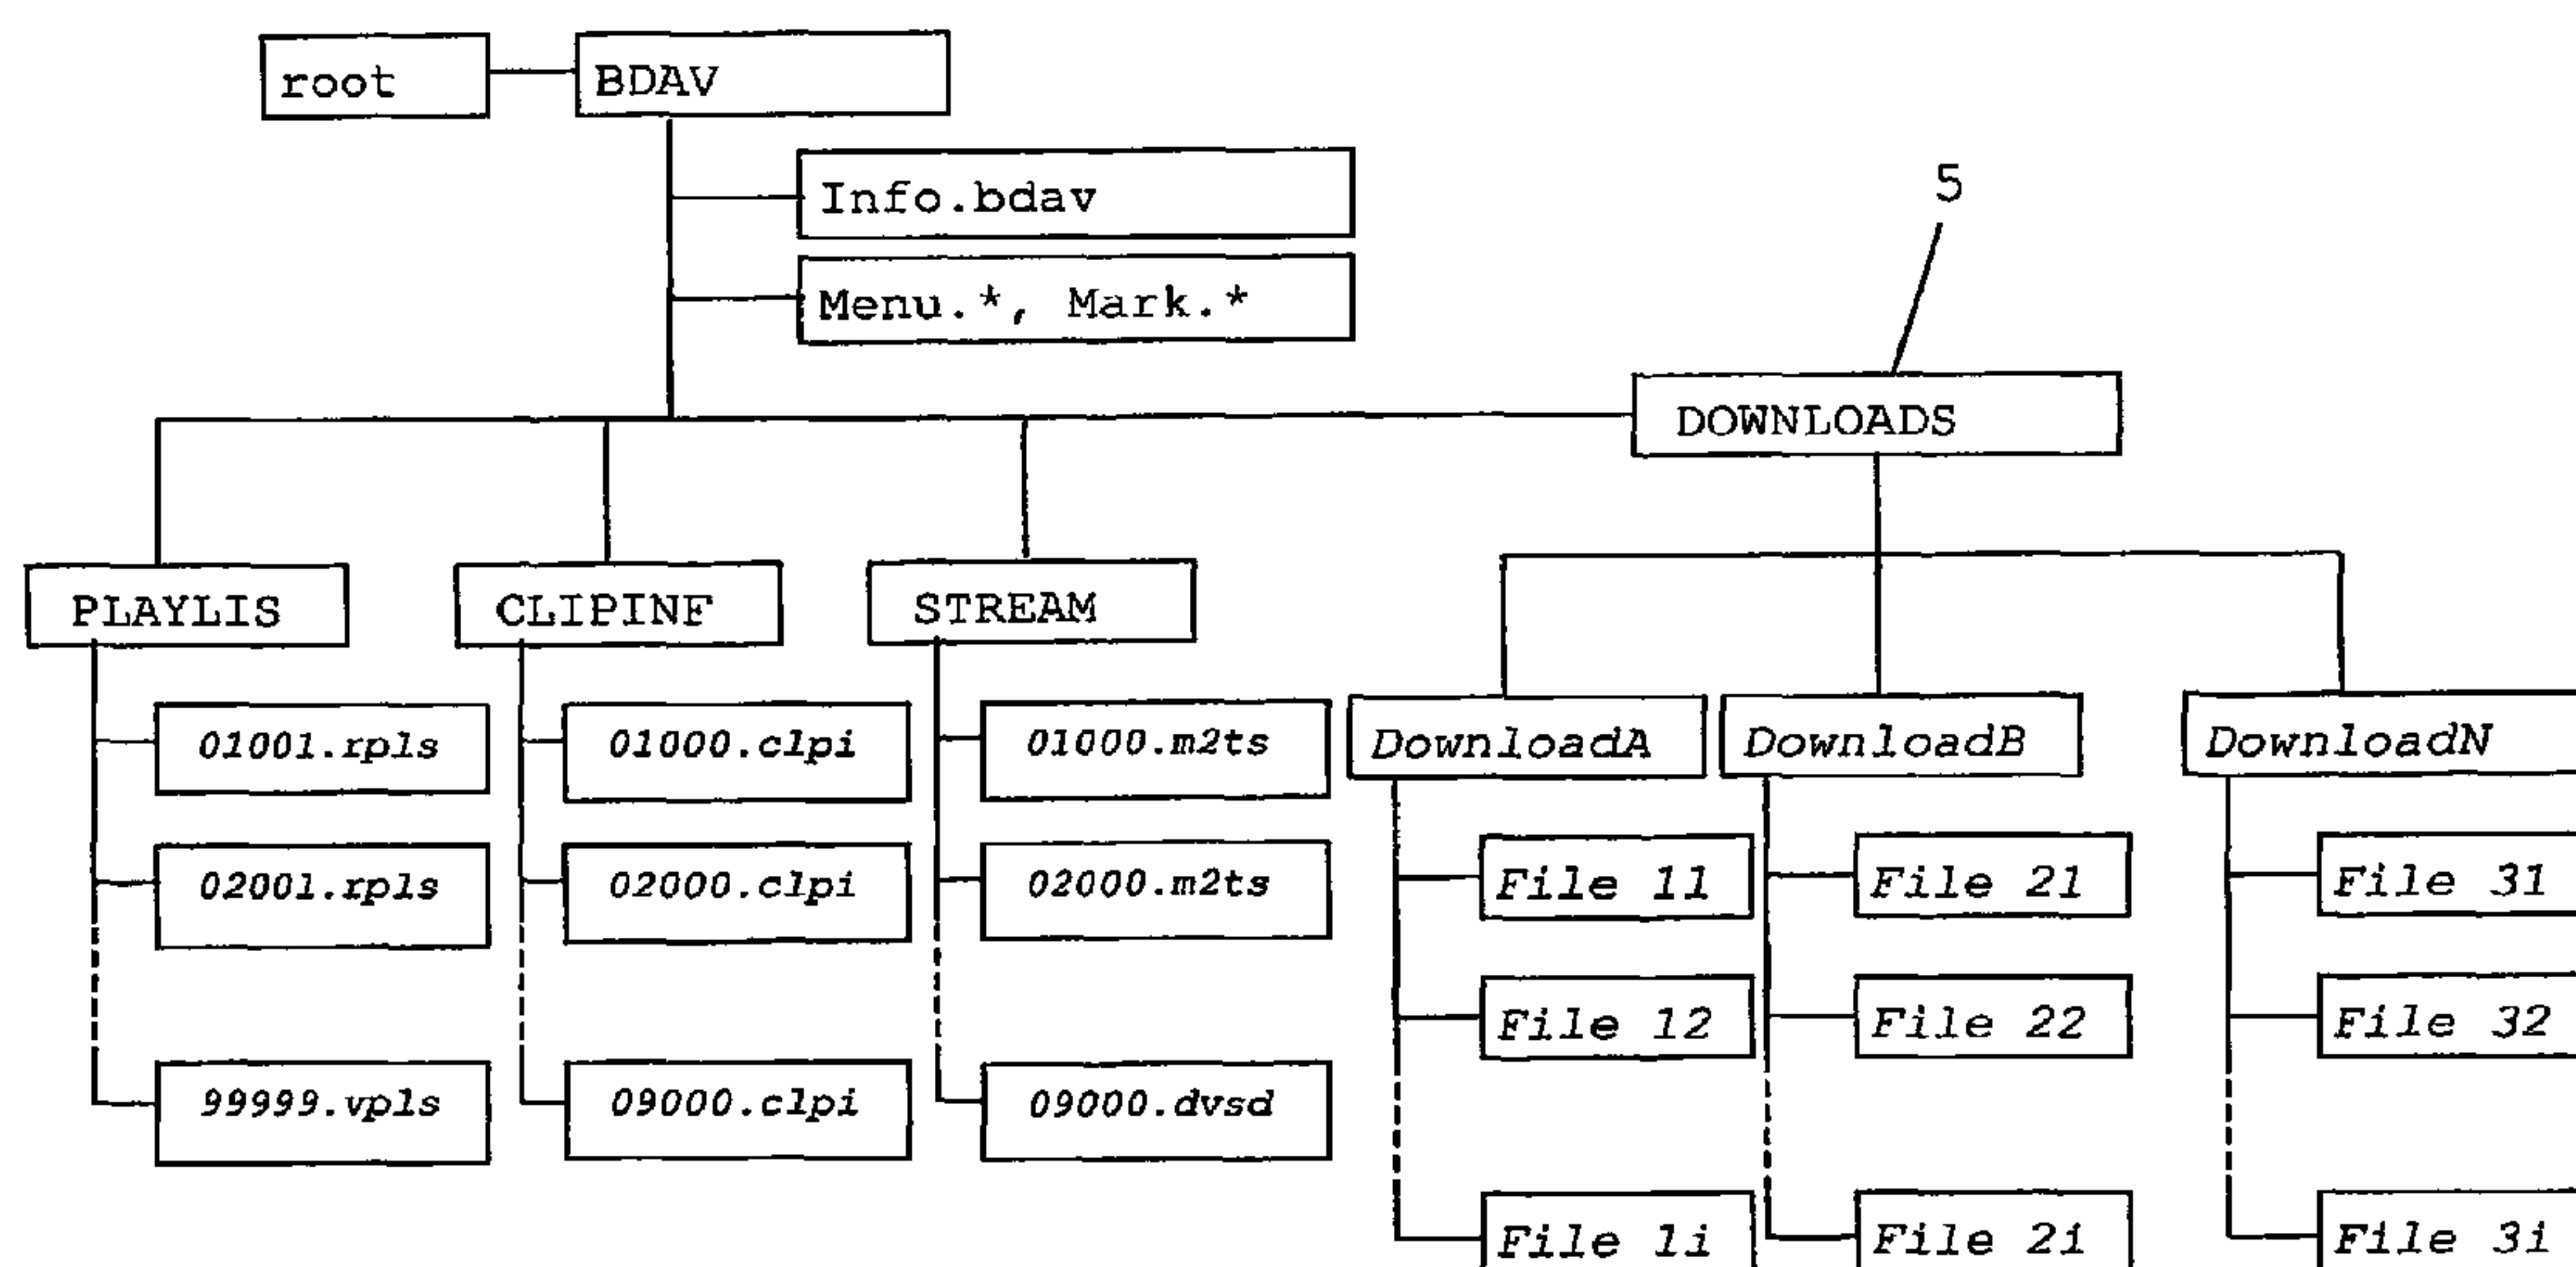 root
BDAV
Info.bdav
Menu.*, Mark.*
5
DOWNLOADS
PLAYLIS
CLIPINF
STREAM
01001.rpls
02001.rpls
99999.vpls
01000.clpi
02000.clpi
09000.clpi
01000.m2ts
02000.m2ts
09000.dvsd
DownloadA
File 11
File 12
File 1i
DownloadB
File 21
File 22
File 2i
DownloadN
File 31
File 32
File 3i